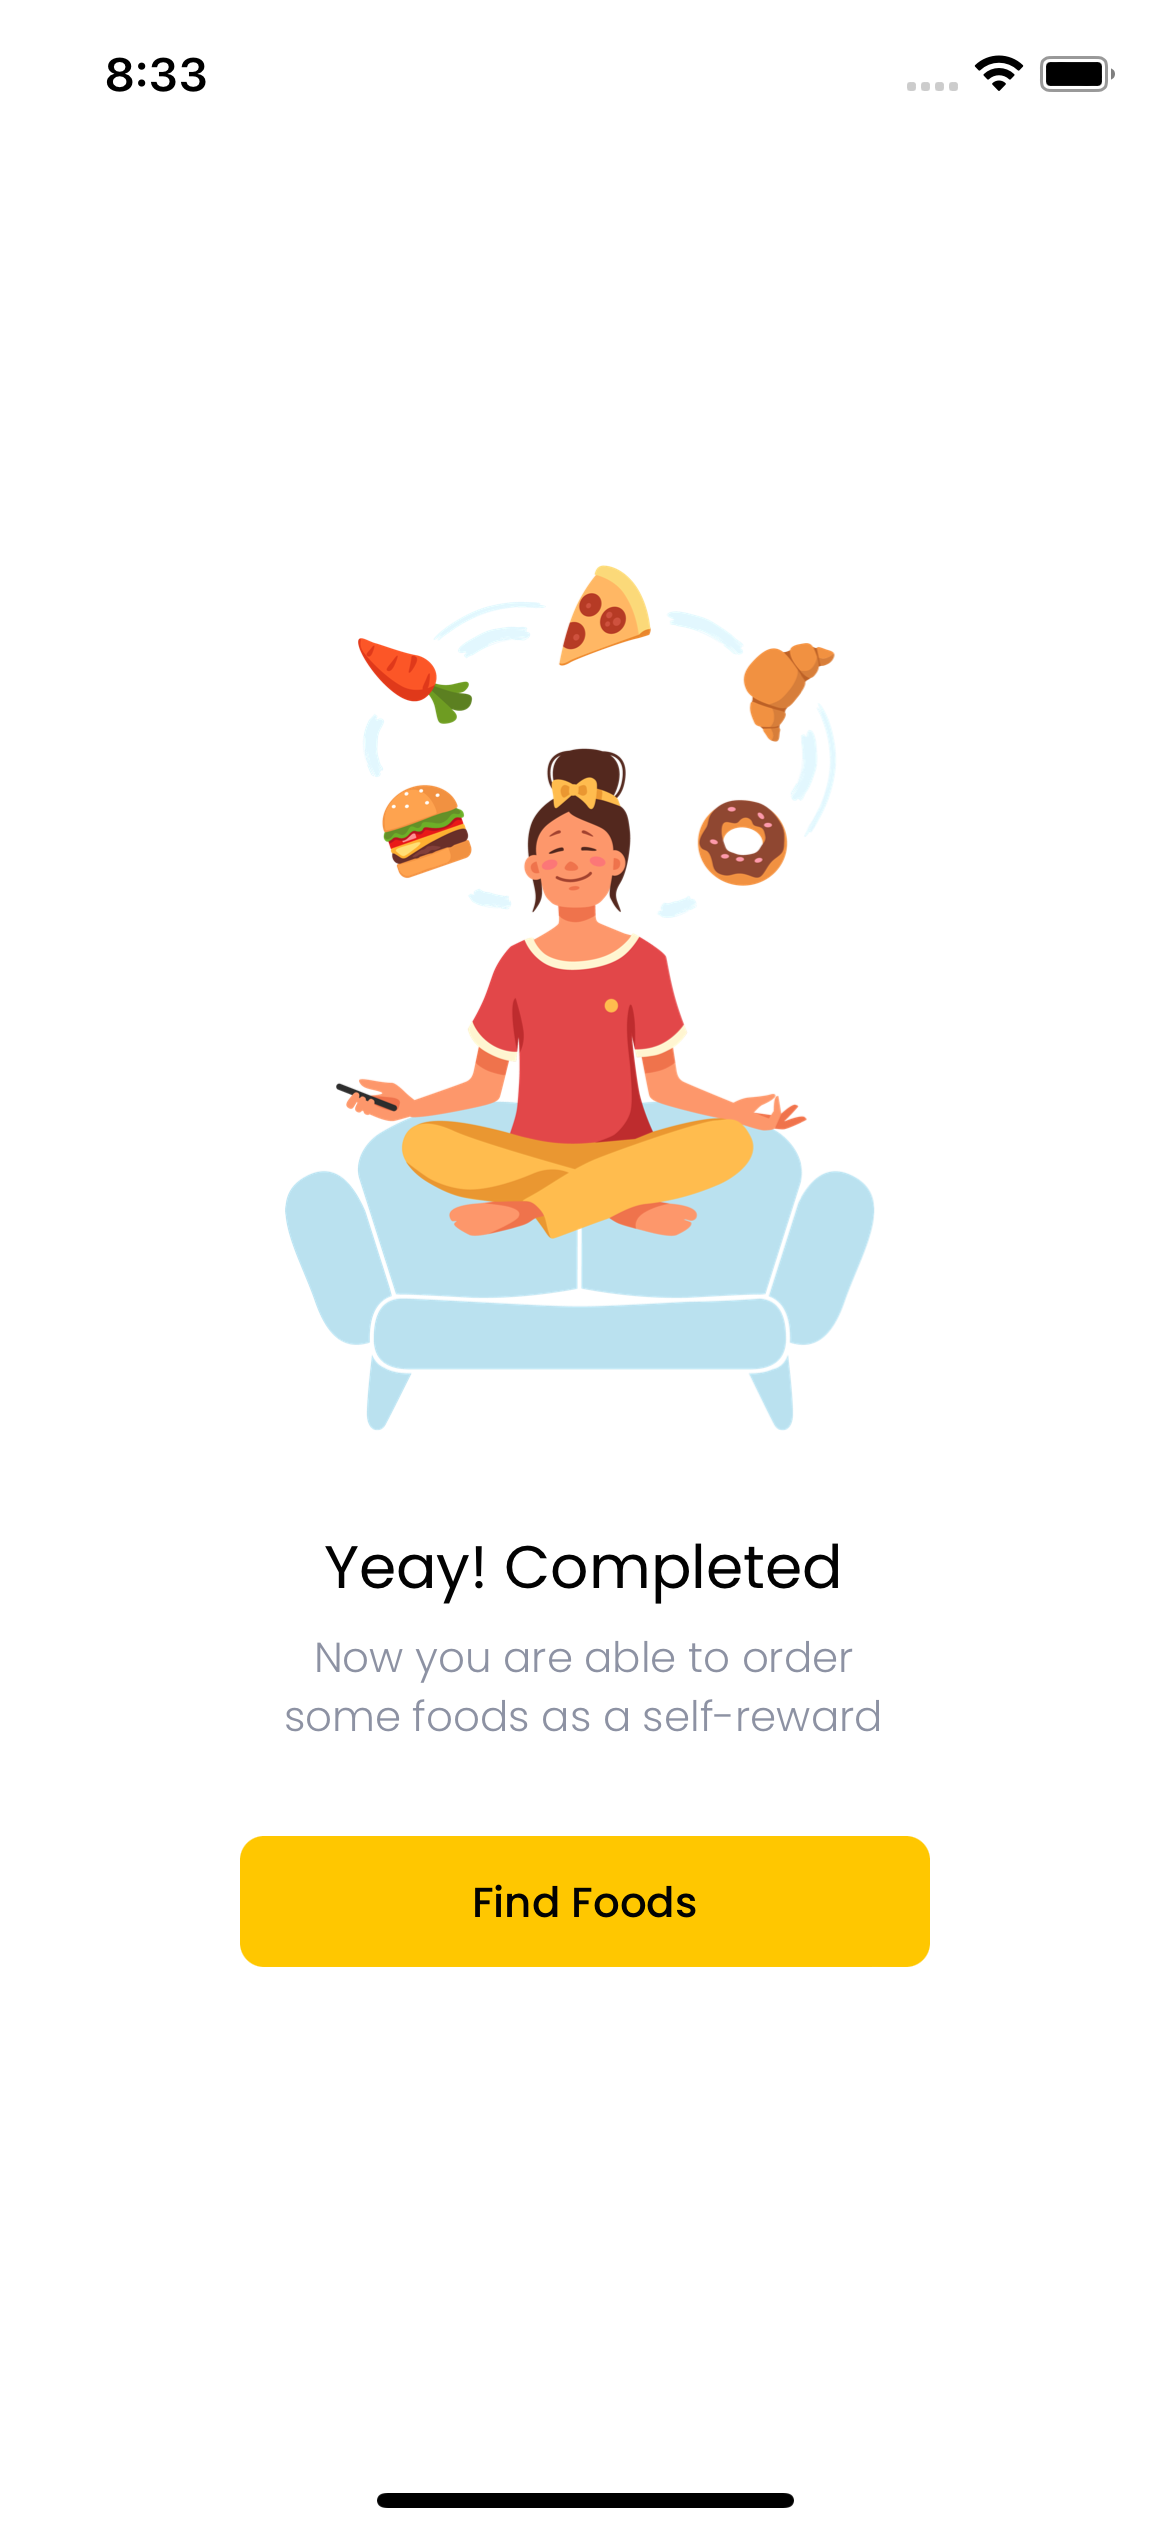 8:33
Yeay! Completed
Now you are able to order
some foods as a self-reward
Find Foods